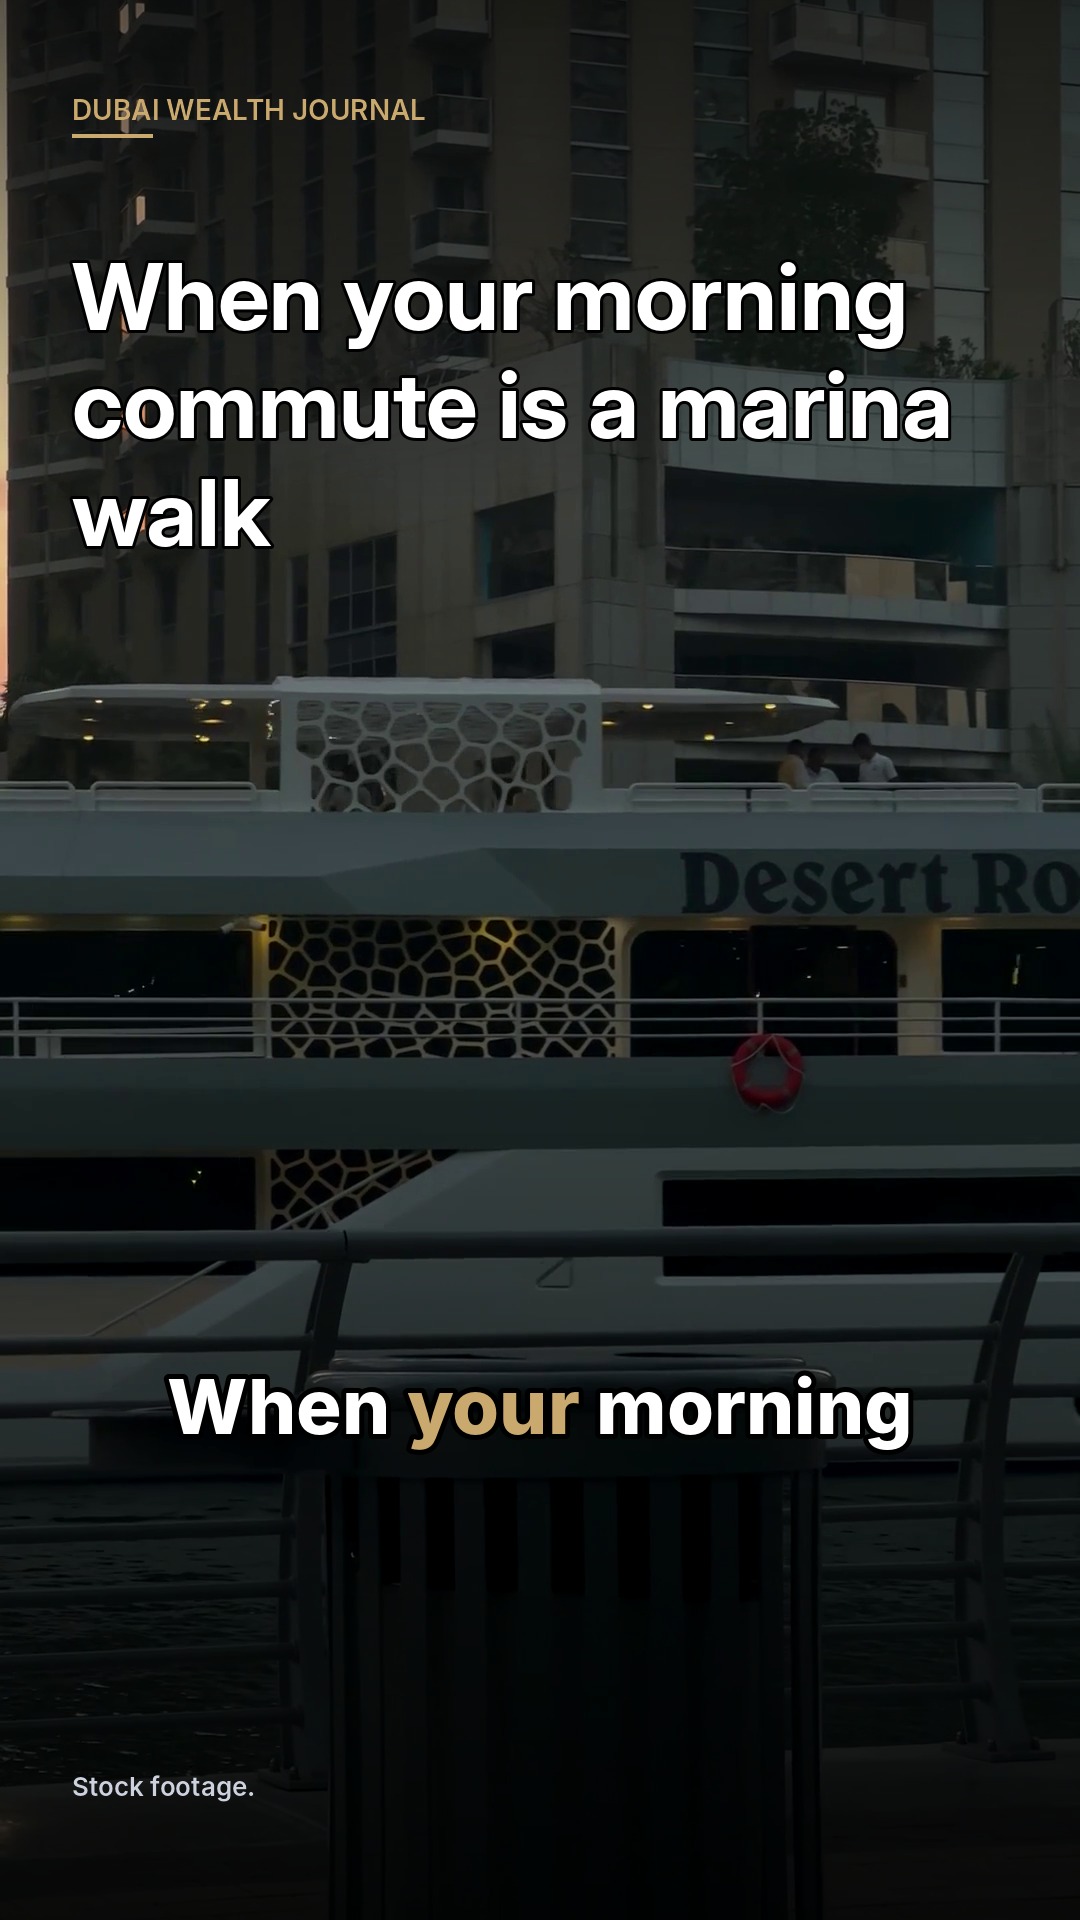 DUBAI WEALTH JOURNAL
When your morning
commute is a marina
walk
Desert Ro
When your morning
Stock footage.